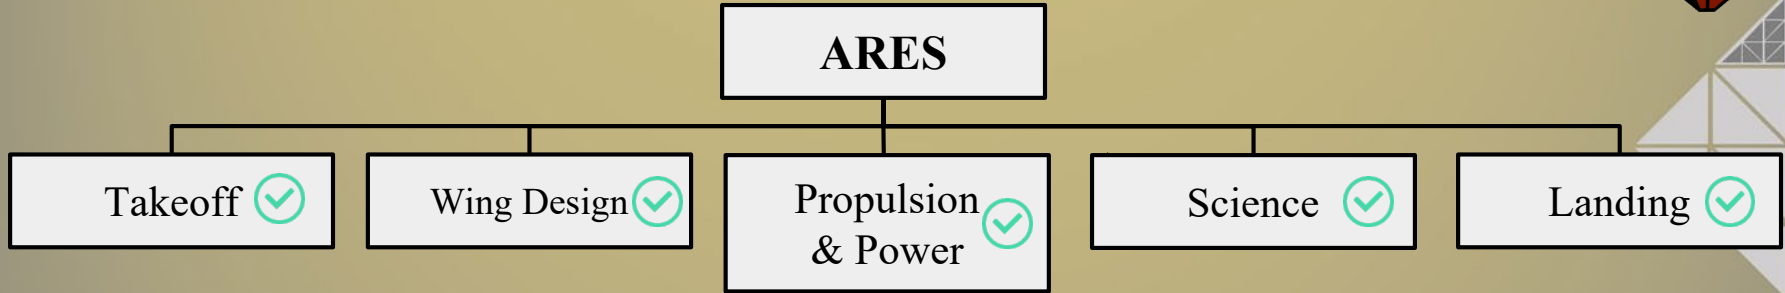 ARES
Takeoff
Wing Design
Propulsion
& Power
Science
Landing